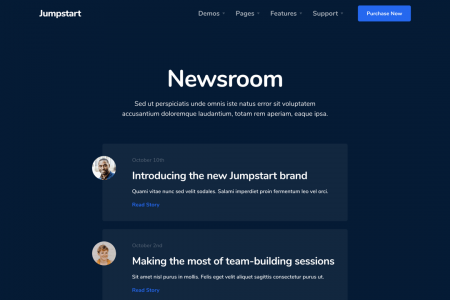 Jumpstart
Demos Pages Features Support Purchase Now
Newsroom
Sed ut perspiciatis unde omnis iste natus error sit voluptatem
accusantium doloremque laudantium, totam rem aperiam, eaque ipsa.
October 10th
Introducing the new Jumpstart brand
Quami vitae nunc sed velit sodales. Salami imperdiet proin fermentum leo vel orci.
Read Story
October 2nd
Making the most of team-building sessions
Sit amet nisl purus in mollis. Felis eget velit aliquet sagittis consectetur purus ut.
Read Story